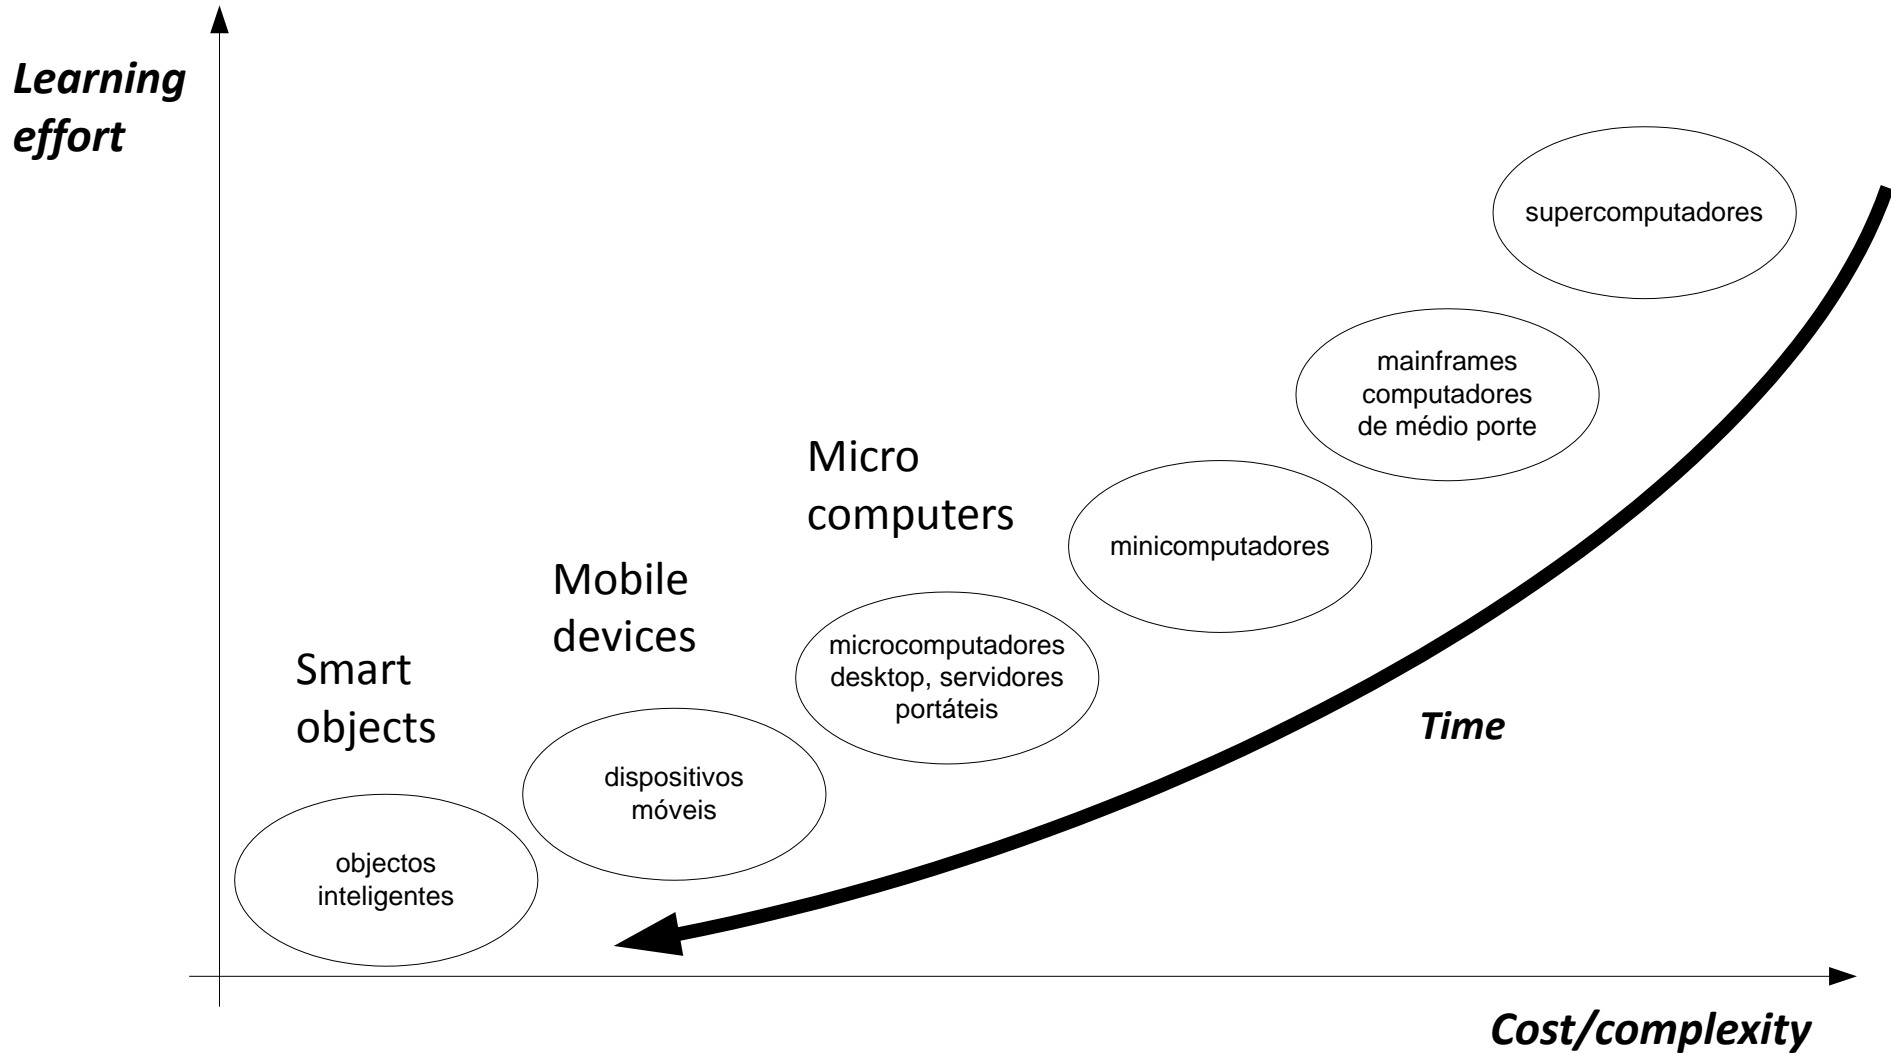 Learning
effort
supercomputadores
mainframes
computadores
de médio porte
Micro
computers
minicomputadores
Mobile
devices
microcomputadores
desktop, servidores
portáteis
Smart
objects
Time
dispositivos
móveis
objectos
inteligentes
Cost/complexity